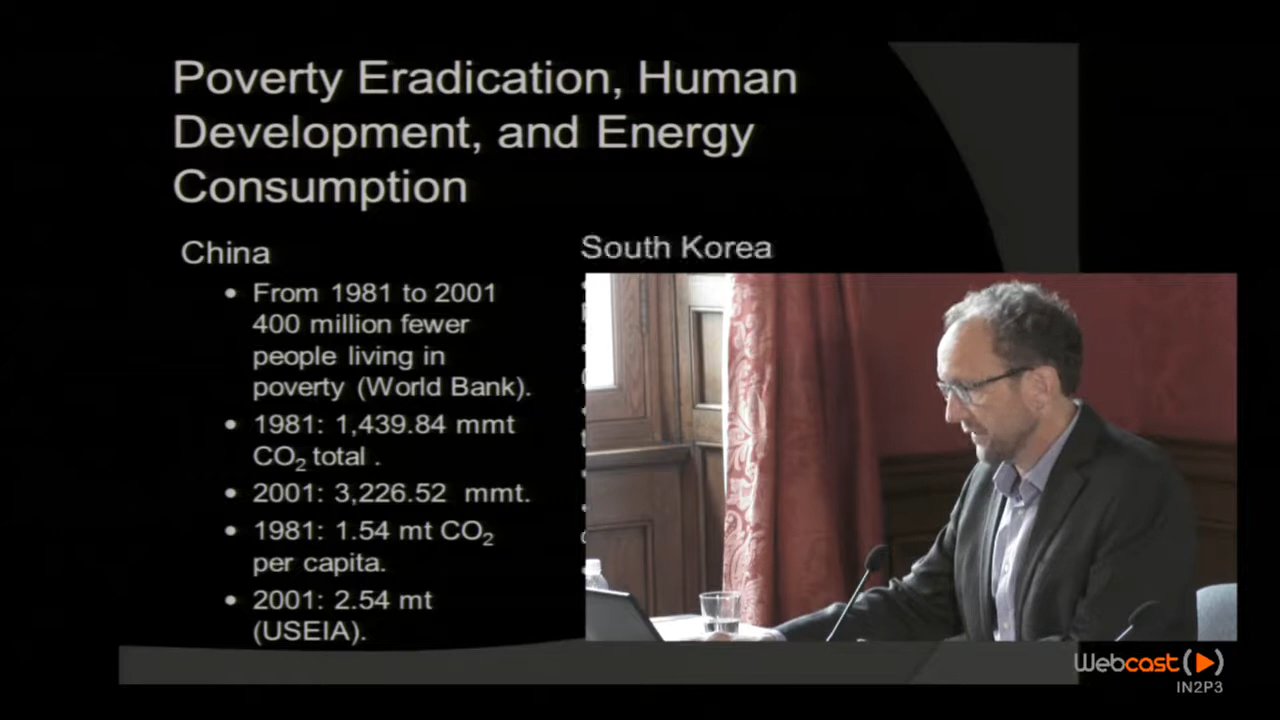 Poverty Eradication, Human
Development, and Energy
Consumption
China
• From 1981 to 2001
400 million fewer
people living in
poverty (World Bank).
• 1981: 1,439.84 mmt
CO₂ total .
• 2001: 3,226.52 mmt.
• 1981: 1.54 mt CO₂
per capita.
• 2001: 2.54 mt
(USEIA).
South Korea
Webcast
IN2P3